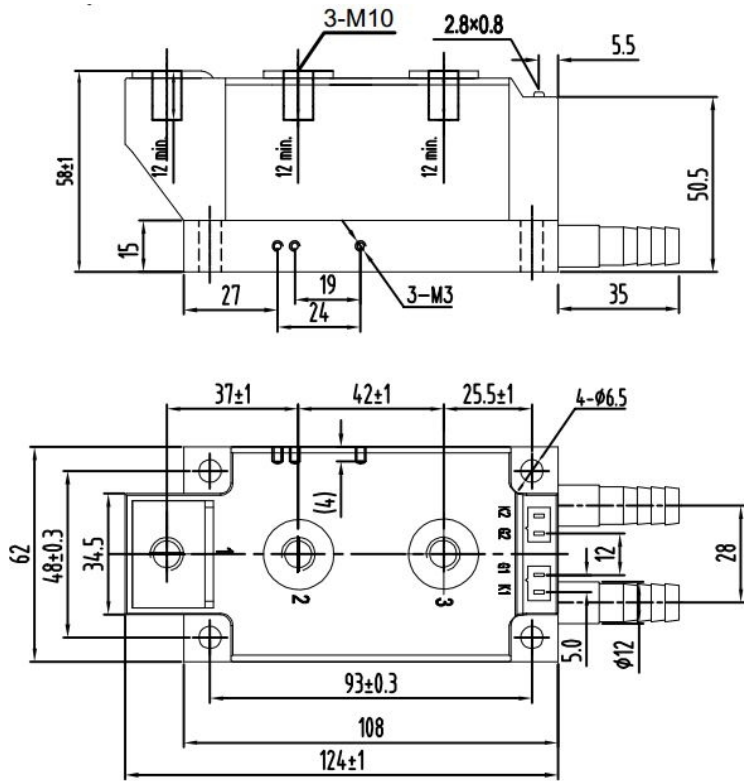 3-M10
2.8×0.8
5.5
12 min.
12 min.
12 min.
58±1
50.5
15
27
19
24
3-M3
35
37±1
42±1
25.5±1
4-Φ6.5
(4)
62
48±0.3
34.5
1
2
3
K2
G2
G1
K1
12
28
5.0
Φ12
93±0.3
108
124±1